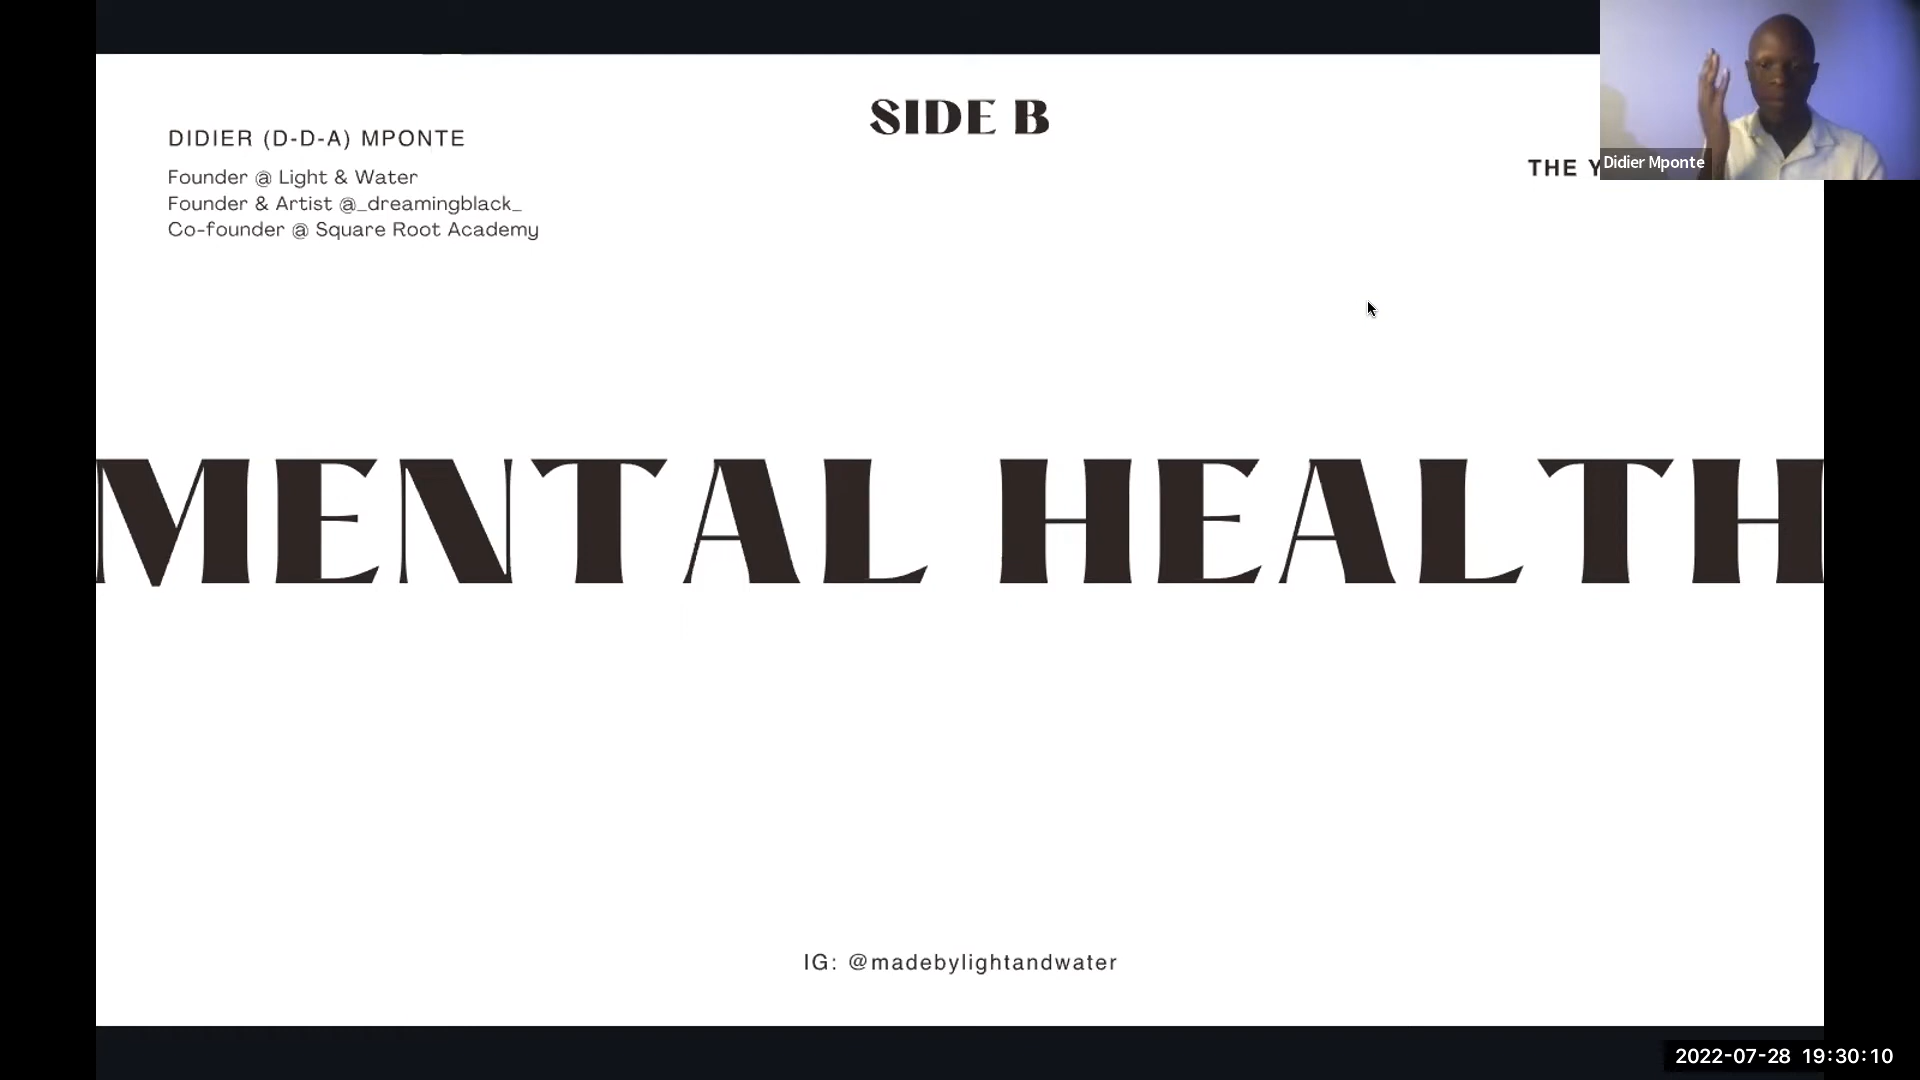 SIDE B
DIDIER (D-D-A) MPONTE
Founder @ Light & Water
Founder & Artist @_dreamingblack_
Co-founder @ Square Root Academy
THE
Didier Mponte
MENTAL HEALTH
IG: @madebylightandwater
2022-07-28 19:30:10